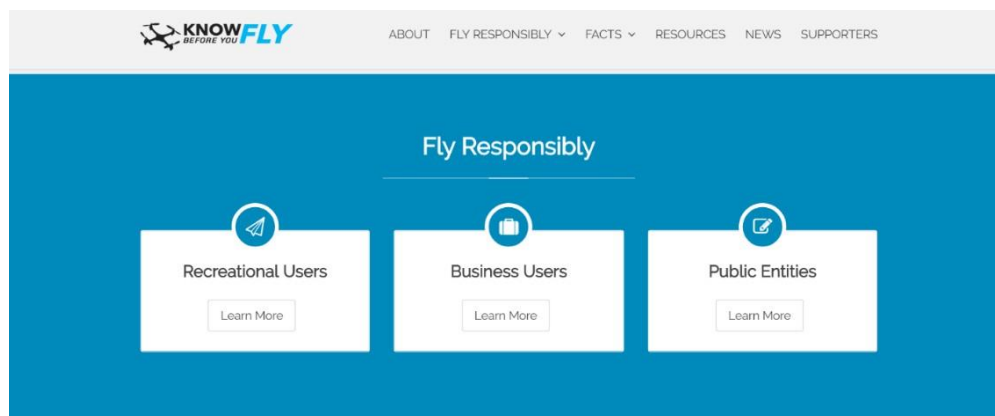 KNOW FLY
BEFORE YOU
ABOUT FLY RESPONSIBLY FACTS RESOURCES NEWS SUPPORTERS
Fly Responsibly
Recreational Users Business Users Public Entities
Learn More Learn More Learn More